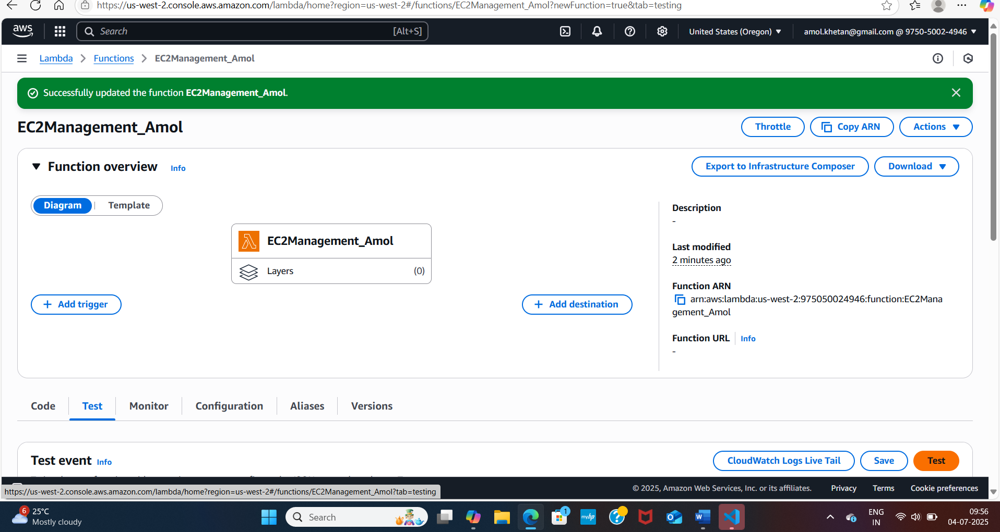 https://us-west-2.console.aws.amazon.com/lambda/home?region=us-west-2#/functions/EC2Management_Amol?newFunction=true&tab=testing
aws
Search
[Alt+S]
United States (Oregon)
amol.khetan@gmail.com @ 9750-5002-4946
Lambda
Functions
EC2Management_Amol
Successfully updated the function EC2Management_Amol.
EC2Management_Amol
Throttle
Copy ARN
Actions
Function overview
Info
Export to Infrastructure Composer
Download
Diagram
Template
EC2Management_Amol
Layers
(0)
Add trigger
Add destination
Description
-
Last modified
2 minutes ago
Function ARN
arn:aws:lambda:us-west-2:975050024946:function:EC2Mana
gement_Amol
Function URL
Info
-
Code
Test
Monitor
Configuration
Aliases
Versions
Test event
Info
CloudWatch Logs Live Tail
Save
Test
https://us-west-2.console.aws.amazon.com/lambda/home?region=us-west-2#/functions/EC2Management_Amol?tab=testing
© 2025, Amazon Web Services, Inc. or its affiliates.
Privacy
Terms
Cookie preferences
6
25°C
Mostly cloudy
Search
1
myhp
ENG
IN
09:56
04-07-2025